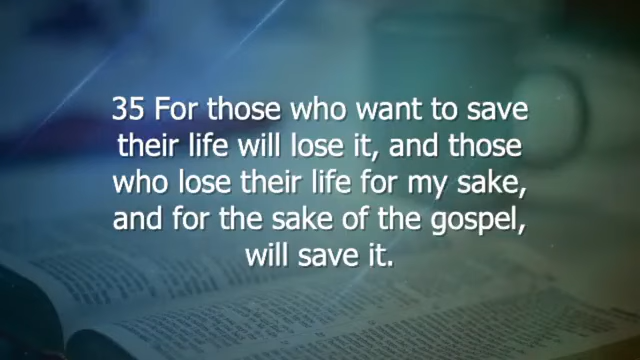 35 For those who want to save
their life will lose it, and those
who lose their life for my sake,
and for the sake of the gospel,
will save it.